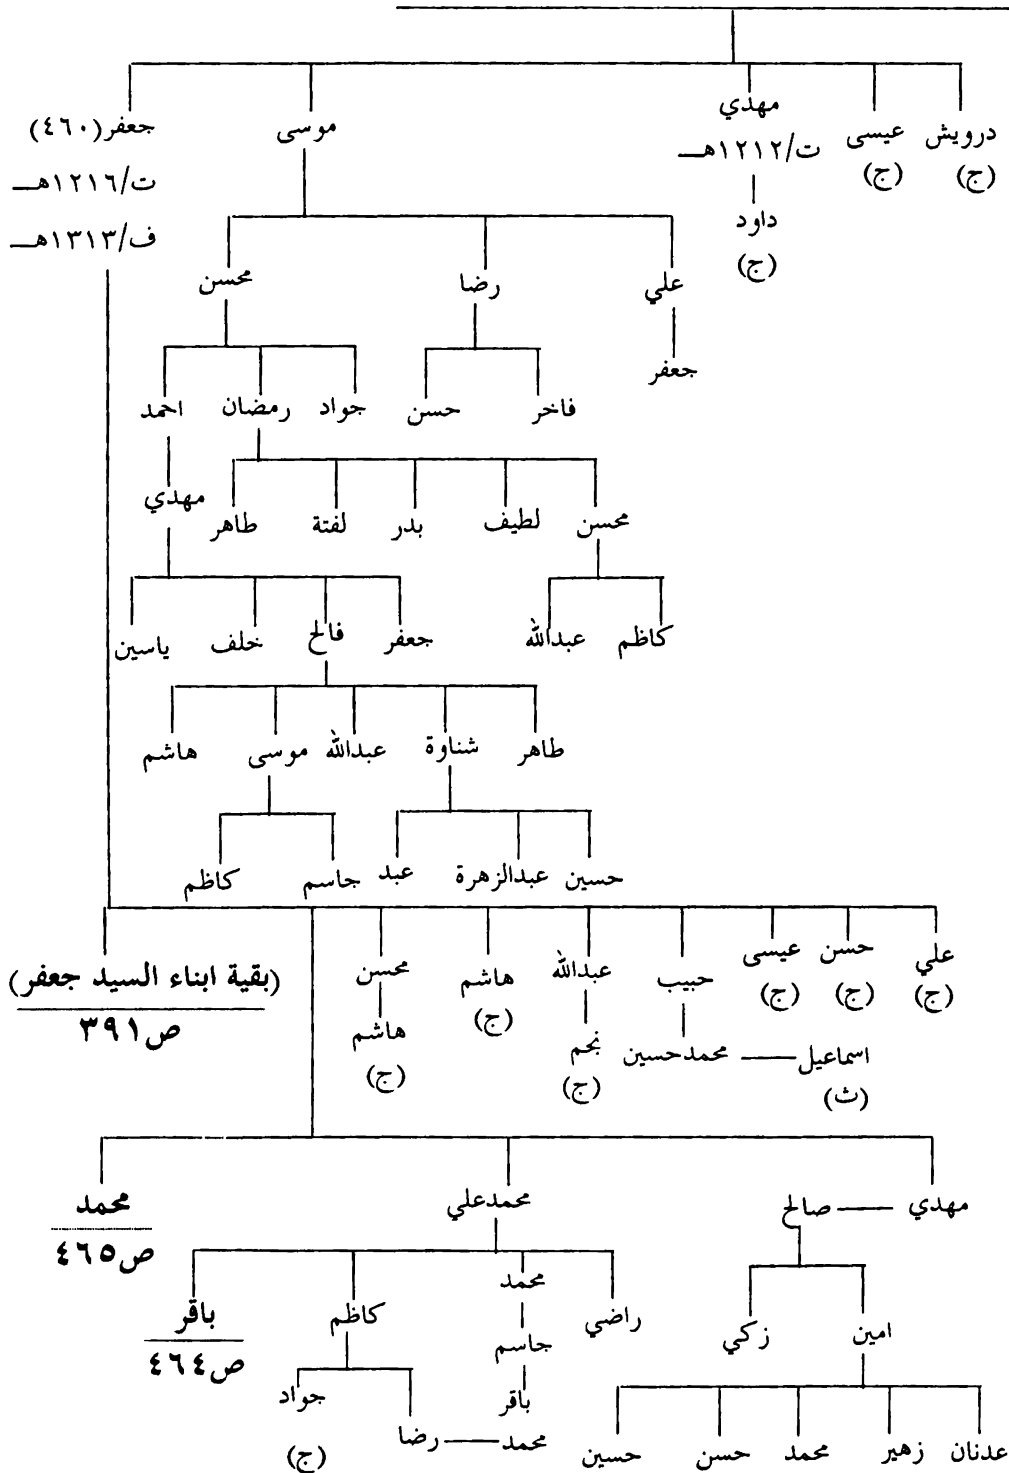 درويش عيسى مهدي موسى جعفر(٤٦٠)
(ج) (ج) ت/١٢١٢هـ ت/١٢١٦هـ
داود ف/١٣١٣هـ
(ج)
علي رضا محسن
جعفر
فاخر حسن جواد رمضان احمد
محسن لطيف بدر لفتة طاهر مهدي
كاظم عبدالله جعفر فالح خلف ياسين
طاهر شناوة عبدالله موسى هاشم
حسين عبدالزهرة عبد جاسم كاظم
علي حسن عيسى حبيب عبدالله هاشم محسن (بقية ابناء السيد جعفر)
(ج) (ج) (ج) (ج) ص٣٩١
اسماعيل محمدحسين نجم هاشم
(ث) (ج) (ج)
مهدي صالح محمدعلي محمد
ص٤٦٥
راضي محمد كاظم باقر
ص٤٦٤
امين زكي جاسم
باقر جواد
محمد رضا (ج)
عدنان زهير محمد حسن حسين